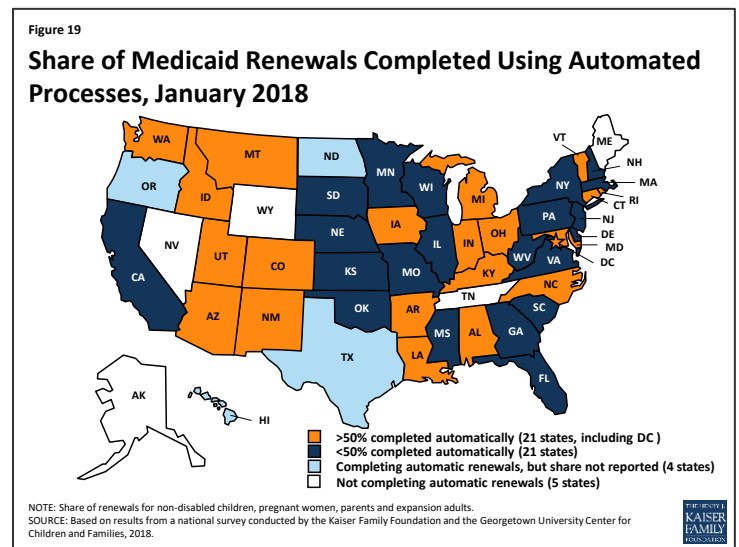 Figure 19
Share of Medicaid Renewals Completed Using Automated
Processes, January 2018
WA
MT
ND
MN
VT
ME
NH
OR
ID
SD
WI
NY
MA
WY
MI
RI
CT
NV
NE
IA
PA
NJ
UT
CO
IL
IN
OH
DE
MD
CA
KS
MO
WV
VA
DC
KY
AZ
NM
OK
AR
TN
NC
SC
TX
MS
AL
GA
LA
FL
AK
HI
>50% completed automatically (21 states, including DC )
<50% completed automatically (21 states)
Completing automatic renewals, but share not reported (4 states)
Not completing automatic renewals (5 states)
NOTE: Share of renewals for non-disabled children, pregnant women, parents and expansion adults.
SOURCE: Based on results from a national survey conducted by the Kaiser Family Foundation and the Georgetown University Center for
Children and Families, 2018.
THE HENRY J.
KAISER
FAMILY
FOUNDATION